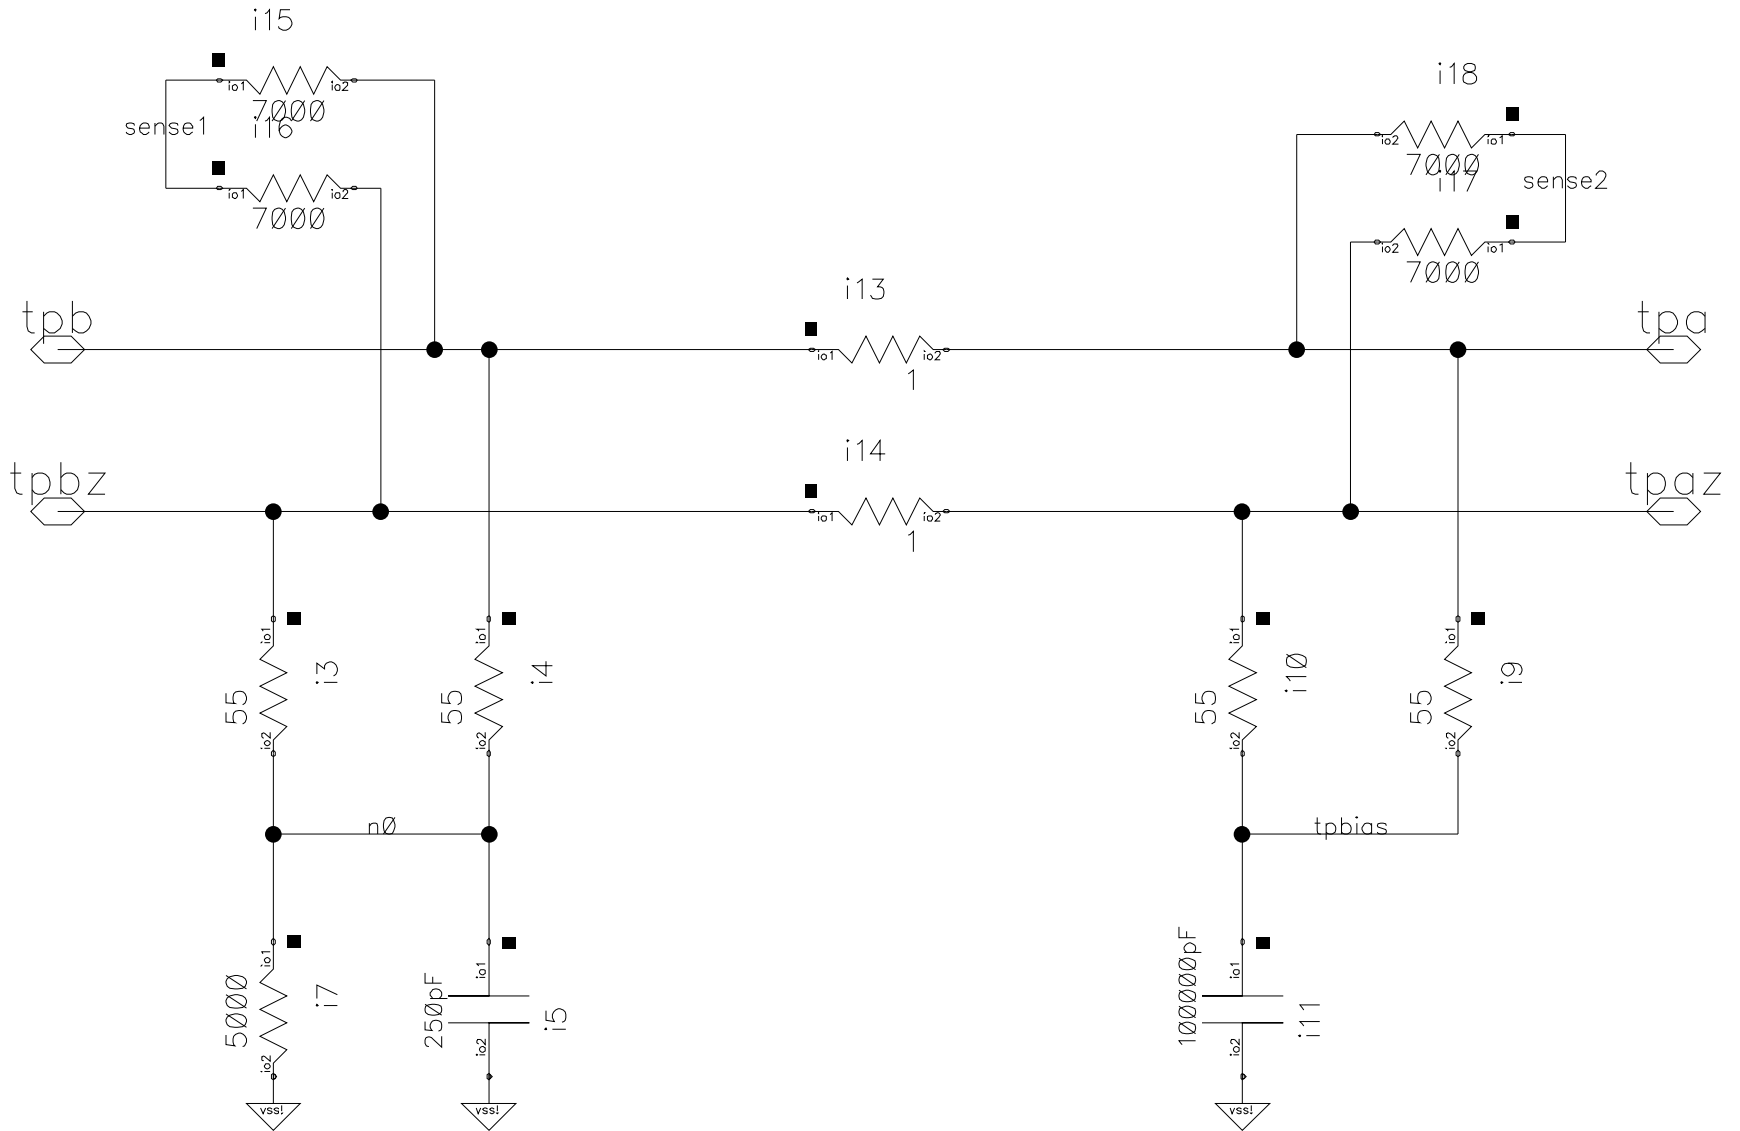 i15
io1 io2
7000
sense1
i16
io1 io2
7000
i18
io2 io1
7000
i17
sense2
io2 io1
7000
tpb
i13
io1 io2
1
tpa
tpbz
i14
io1 io2
1
tpaz
io1
55
i3
io2
io1
55
i4
io2
io1
55
i10
io2
io1
55
i9
io2
n0
tpbias
io1
5000
i7
io2
vss!
io1
250pF
i5
io2
vss!
io1
100000pF
i11
io2
vss!